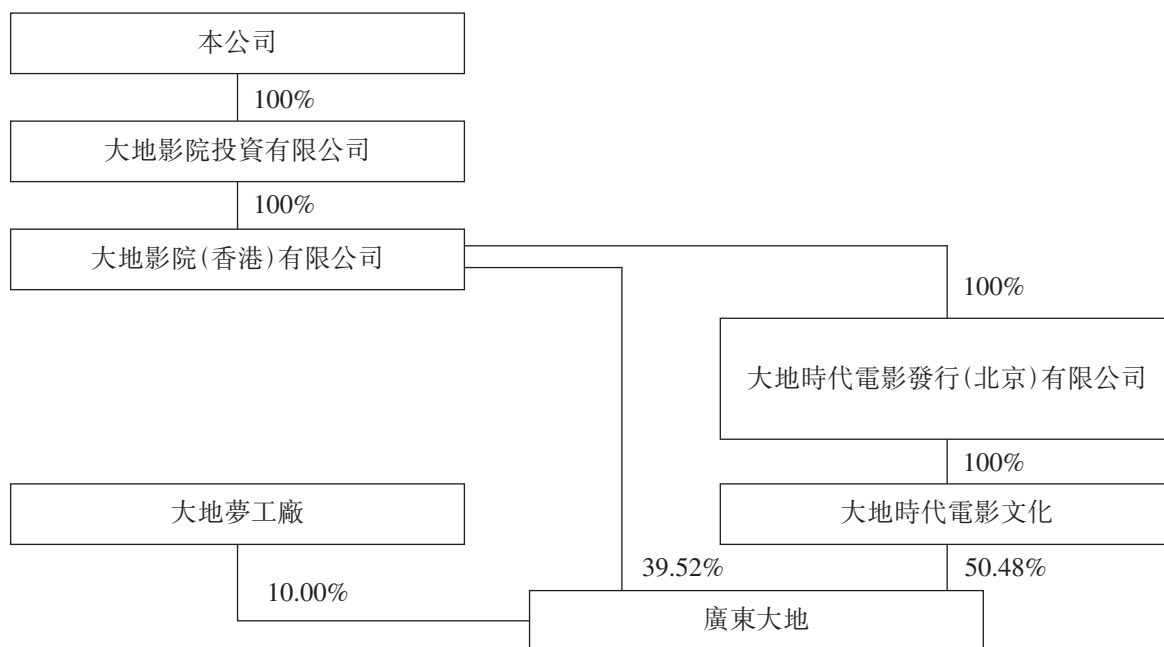 本公司
100%
大地影院投資有限公司
100%
大地影院(香港)有限公司
100%
大地時代電影發行(北京)有限公司
100%
大地夢工廠
大地時代電影文化
39.52%
50.48%
10.00%
廣東大地